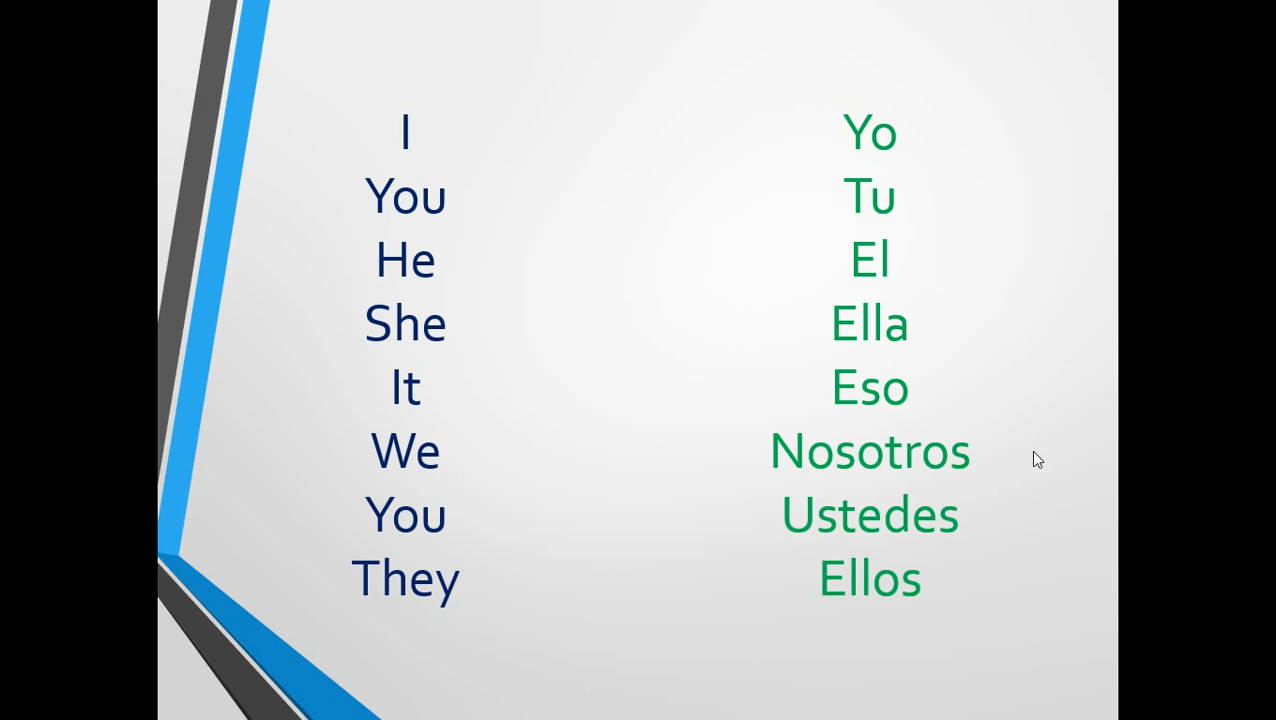 I Yo
You Tu
He El
She Ella
It Eso
We Nosotros
You Ustedes
They Ellos